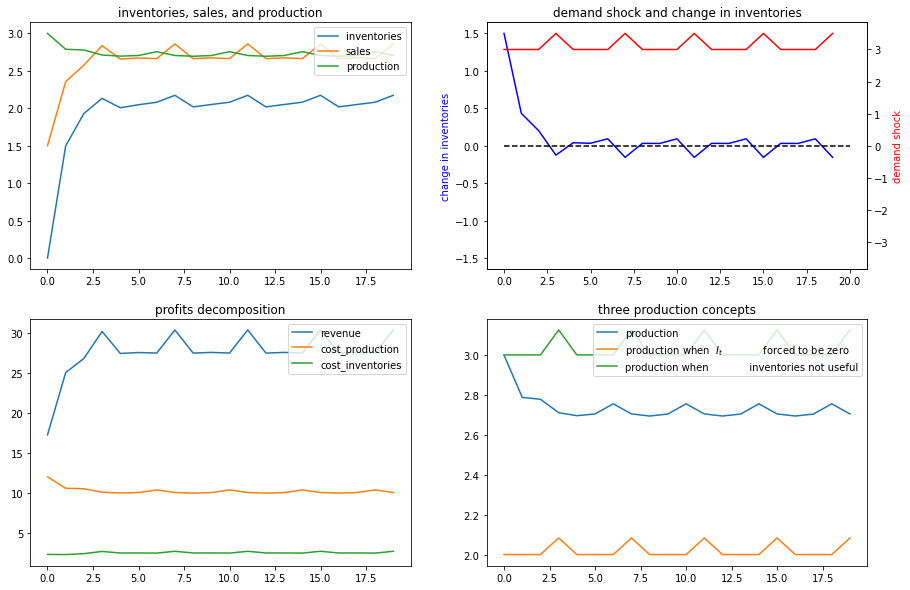 inventories, sales, and production
3.0
2.5
2.0
1.5
1.0
0.5
0.0
inventories
sales
production
0.0 2.5 5.0 7.5 10.0 12.5 15.0 17.5
demand shock and change in inventories
change in inventories
1.5
1.0
0.5
0.0
−0.5
−1.0
−1.5
3
2
1
0
−1
−2
−3
demand shock
0.0 2.5 5.0 7.5 10.0 12.5 15.0 17.5 20.0
profits decomposition
30
25
20
15
10
5
revenue
cost_production
cost_inventories
0.0 2.5 5.0 7.5 10.0 12.5 15.0 17.5
three production concepts
3.0
2.8
2.6
2.4
2.2
2.0
production
production when I_t forced to be zero
production when inventories not useful
0.0 2.5 5.0 7.5 10.0 12.5 15.0 17.5